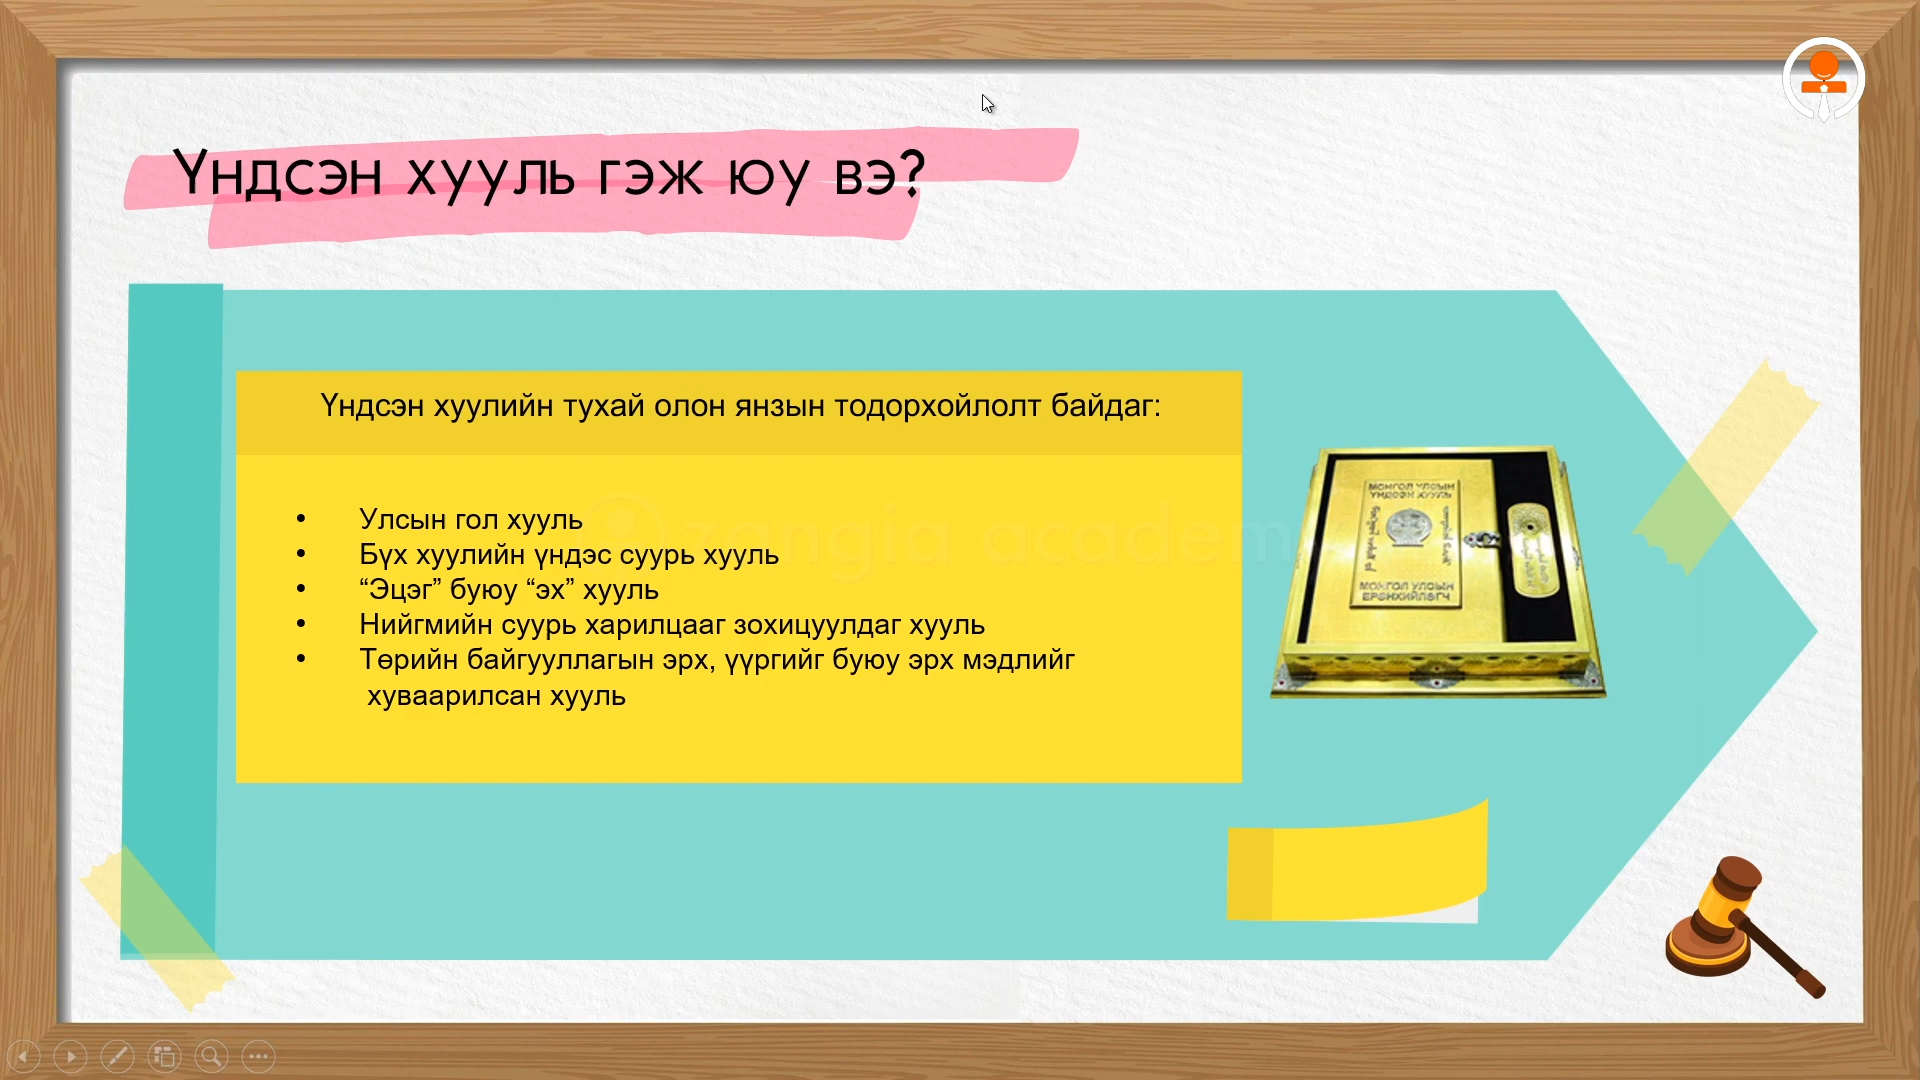 Үндсэн хууль гэж юу вэ?
Үндсэн хуулийн тухай олон янзын тодорхойлолт байдаг:
• Улсын гол хууль
• Бүх хуулийн үндэс суурь хууль
• “Эцэг” буюу “эх” хууль
• Нийгмийн суурь харилцааг зохицуулдаг хууль
• Төрийн байгууллагын эрх, үүргийг буюу эрх мэдлийг
хуваарилсан хууль
zangia academy
МОНГОЛ УЛСЫН
ҮНДСЭН ХУУЛЬ
МОНГОЛ УЛСЫН
ЕРӨНХИЙЛӨГЧ